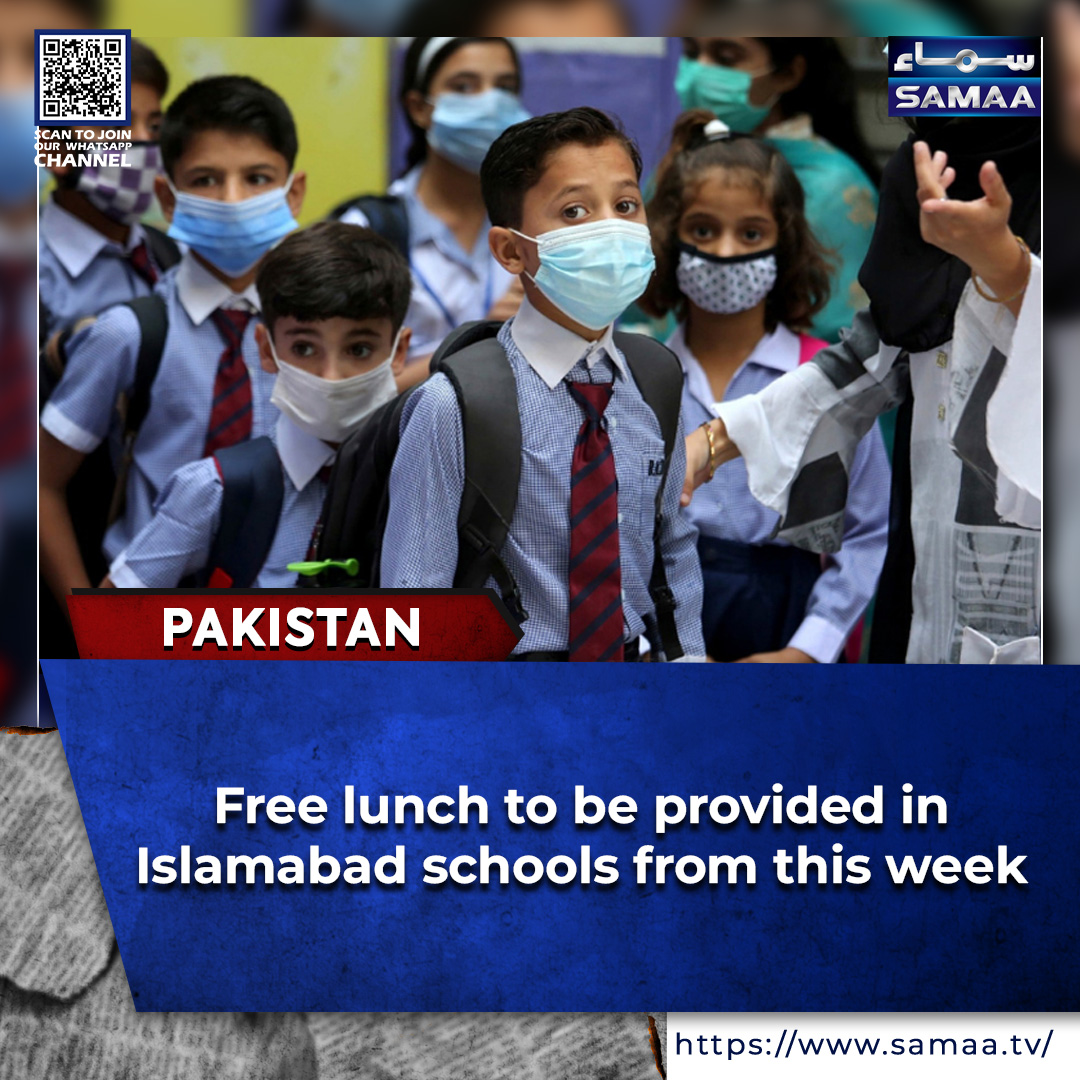 SCAN TO JOIN
OUR WHATSAPP
CHANNEL
سماء
SAMAA
PAKISTAN
Free lunch to be provided in
Islamabad schools from this week
https://www.samaa.tv/